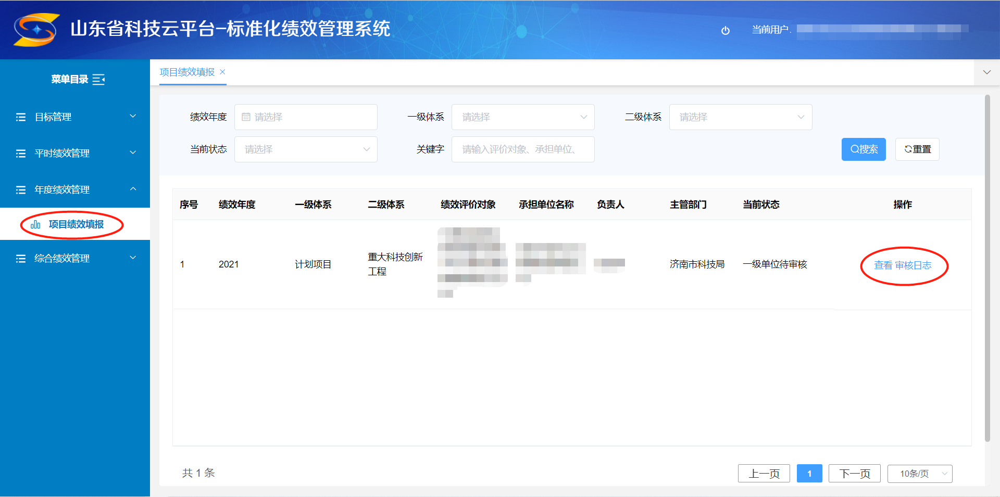 山东省科技云平台-标准化绩效管理系统
当前用户:
菜单目录
项目绩效填报
目标管理
平时绩效管理
年度绩效管理
项目绩效填报
综合绩效管理
绩效年度 请选择 一级体系 请选择 二级体系 请选择
当前状态 请选择 关键字 请输入评价对象、承担单位、 搜索 重置
序号 绩效年度 一级体系 二级体系 绩效评价对象 承担单位名称 负责人 主管部门 当前状态 操作
1 2021 计划项目 重大科技创新 济南市科技局 一级单位待审核 查看 审核日志
工程
共 1 条 上一页 1 下一页 10条/页